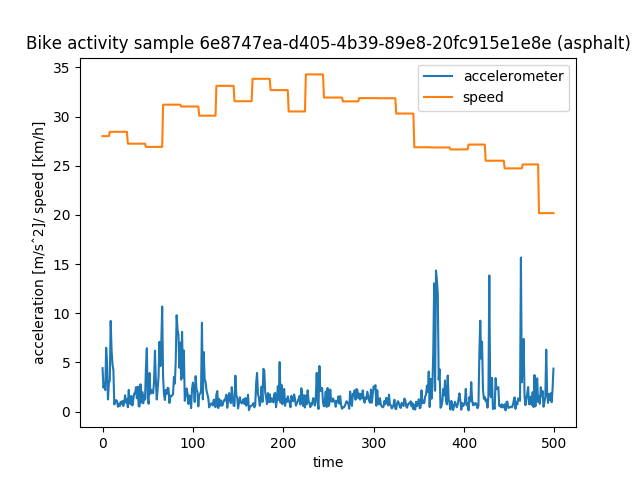 Bike activity sample 6e8747ea-d405-4b39-89e8-20fc915e1e8e (asphalt)
accelerometer
speed
35
30
25
20
15
10
5
0
acceleration [m/s^2]/ speed [km/h]
0 100 200 300 400 500
time